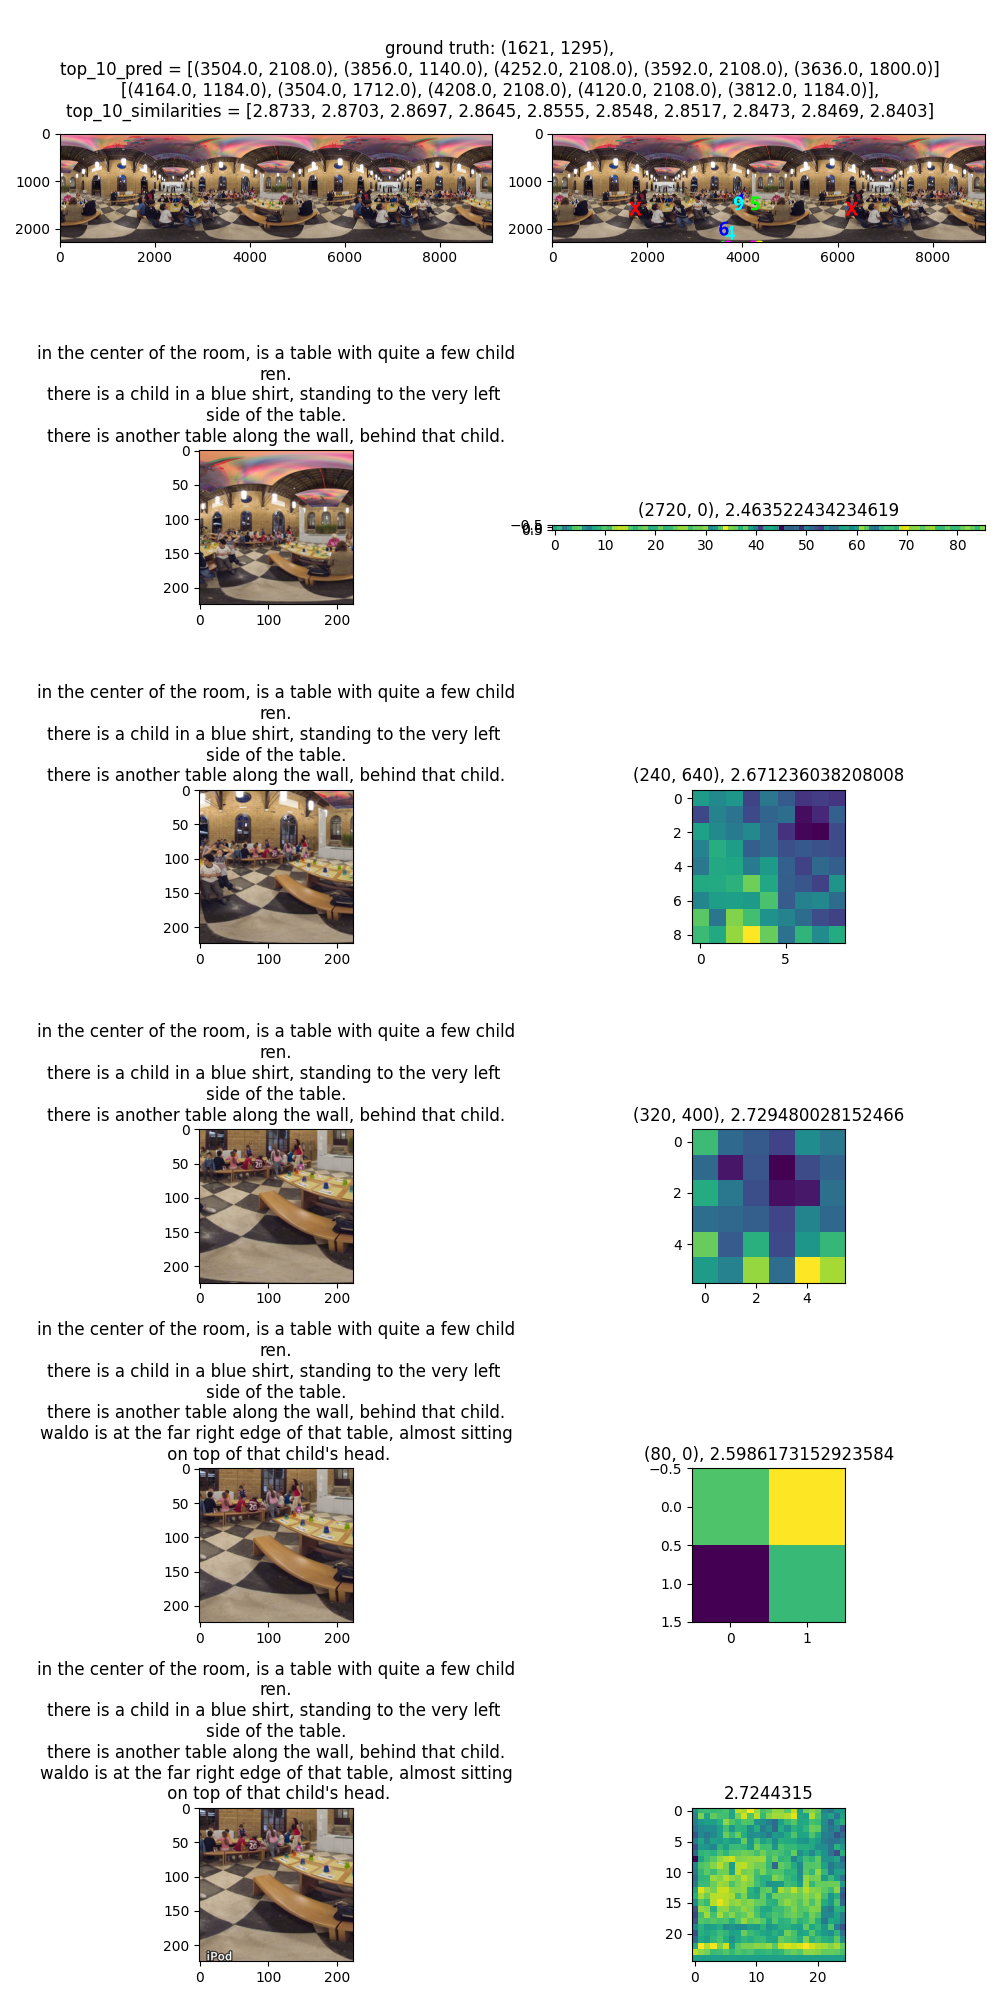 ground truth: (1621, 1295),
top_10_pred = [(3504.0, 2108.0), (3856.0, 1140.0), (4252.0, 2108.0), (3592.0, 2108.0), (3636.0, 1800.0)]
[(4164.0, 1184.0), (3504.0, 1712.0), (4208.0, 2108.0), (4120.0, 2108.0), (3812.0, 1184.0)],
top_10_similarities = [2.8733, 2.8703, 2.8697, 2.8645, 2.8555, 2.8548, 2.8517, 2.8473, 2.8469, 2.8403]
0 0
1000 X X 1000 X 9 5 X
2000 2000 6
0 2000 4000 6000 8000 0 2000 4000 6000 8000
in the center of the room, is a table with quite a few child
ren.
there is a child in a blue shirt, standing to the very left
side of the table.
there is another table along the wall, behind that child.
0
50
100 (2720, 0), 2.463522434234619
−0.5
0.5
150 0 10 20 30 40 50 60 70 80
200
0 100 200
in the center of the room, is a table with quite a few child
ren.
there is a child in a blue shirt, standing to the very left
side of the table.
there is another table along the wall, behind that child. (240, 640), 2.671236038208008
0 0
50 2
100 4
150 6
200 8
0 100 200 0 5
in the center of the room, is a table with quite a few child
ren.
there is a child in a blue shirt, standing to the very left
side of the table.
there is another table along the wall, behind that child. (320, 400), 2.729480028152466
0 0
50
100 2
150
200 4
0 100 200 0 2 4
in the center of the room, is a table with quite a few child
ren.
there is a child in a blue shirt, standing to the very left
side of the table.
there is another table along the wall, behind that child.
waldo is at the far right edge of that table, almost sitting
on top of that child's head. (80, 0), 2.5986173152923584
0 −0.5
50 0.0
100 0.5
150 1.0
200 1.5
0 100 200 0 1
in the center of the room, is a table with quite a few child
ren.
there is a child in a blue shirt, standing to the very left
side of the table.
there is another table along the wall, behind that child.
waldo is at the far right edge of that table, almost sitting
on top of that child's head. 2.7244315
0 0
50 5
100 10
150 15
200 iPod 20
0 100 200 0 10 20